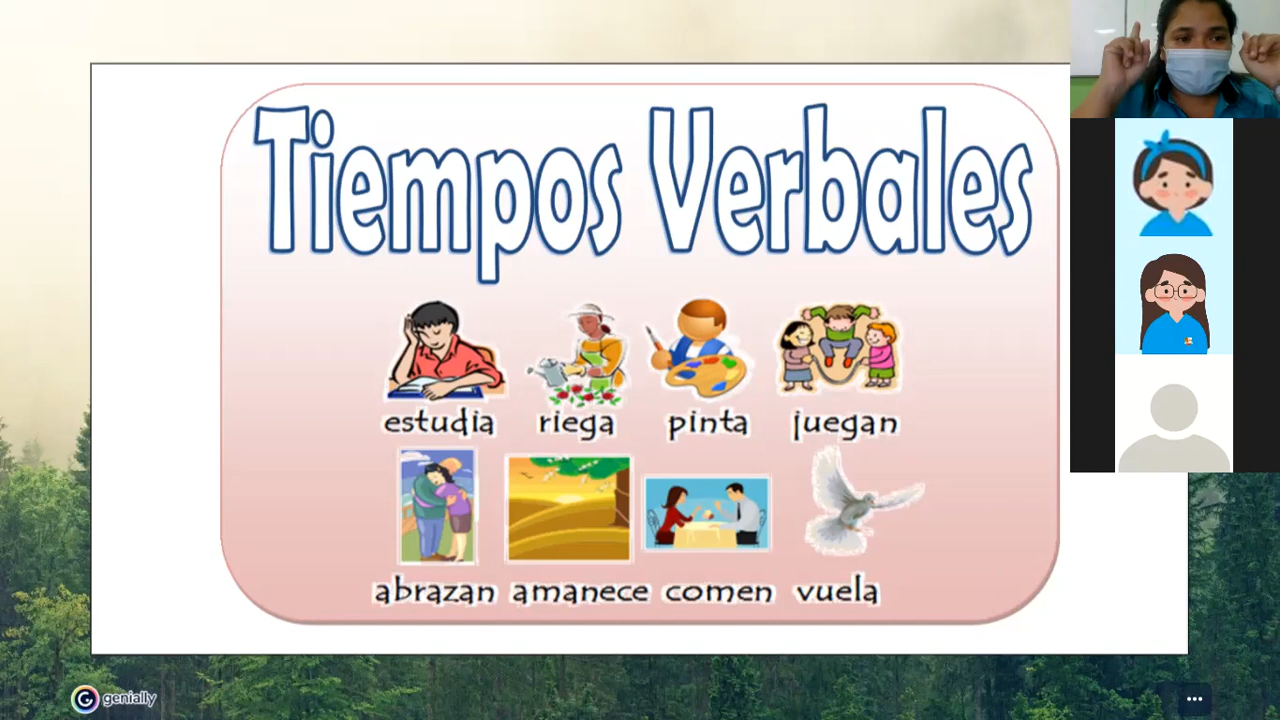 Tiempos Verbales
estudia riega pinta juegan
abrazan amanece comen vuela
genially